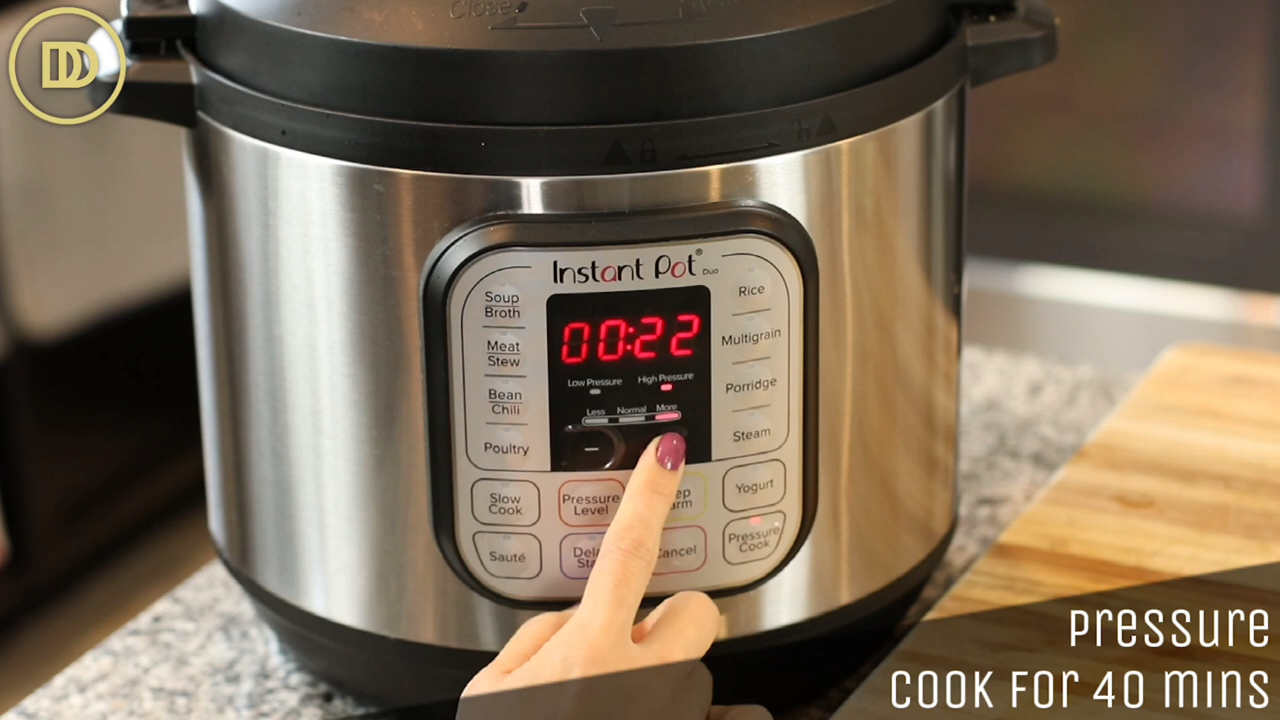 Close
DD
Instant Pot®
Duo
Soup
Broth
Meat
Stew
Bean
Chili
Poultry
00:22
Low Pressure High Pressure
Less Normal More
−
Rice
Multigrain
Porridge
Steam
Slow
Cook
Pressure
Level
Yogurt
Sauté
Cancel
Pressure
Cook
Pressure
COOK FOR 40 MINS